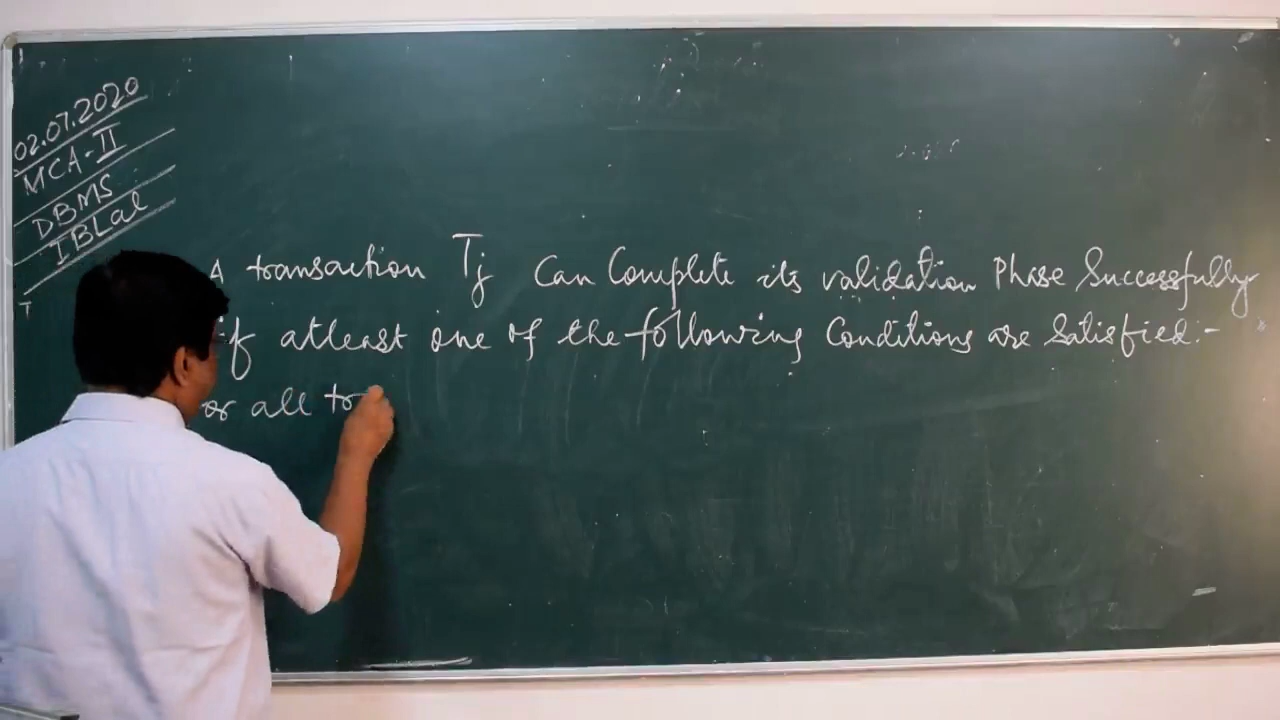 02.07.2020
MCA-II
DBMS
IBLal
A transaction Tj Can Complete its validation Phase Successfully
if atleast one of the following Conditions are Satisfied:-
or all tr